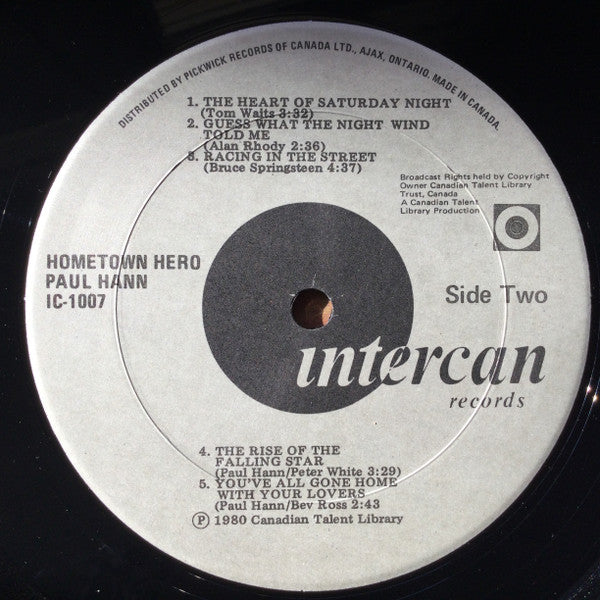 DISTRIBUTED BY PICKWICK RECORDS OF CANADA LTD., AJAX, ONTARIO. MADE IN CANADA.
1. THE HEART OF SATURDAY NIGHT
(Tom Waits 3:32)
2. GUESS WHAT THE NIGHT WIND
TOLD ME
(Alan Rhody 2:36)
3. RACING IN THE STREET
(Bruce Springsteen 4:37)
Broadcast Rights held by Copyright
Owner Canadian Talent Library
Trust, Canada
A Canadian Talent
Library Production
HOMETOWN HERO
PAUL HANN
IC-1007
Side Two
intercan
records
4. THE RISE OF THE
FALLING STAR
(Paul Hann/Peter White 3:29)
5. YOU'VE ALL GONE HOME
WITH YOUR LOVERS
(Paul Hann/Bev Ross 2:43
Ⓟ 1980 Canadian Talent Library